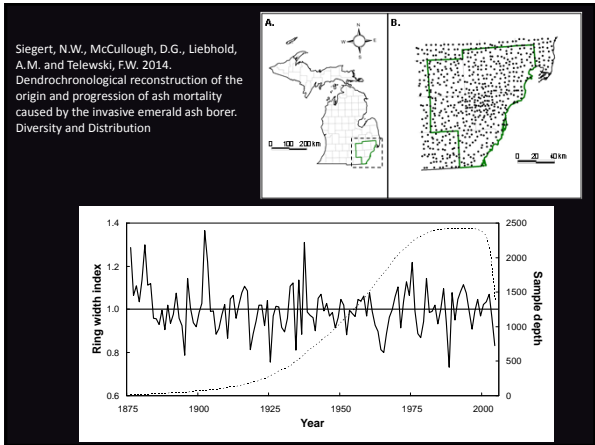 Siegert, N.W., McCullough, D.G., Liebhold,
A.M. and Telewski, F.W. 2014.
Dendrochronological reconstruction of the
origin and progression of ash mortality
caused by the invasive emerald ash borer.
Diversity and Distribution
A.
N
W
E
S
0 100 200 km
B.
0 20 40 km
1.4
1.2
1.0
0.8
0.6
Ring width index
2500
2000
1500
1000
500
0
Sample depth
1875
1900
1925
1950
1975
2000
Year